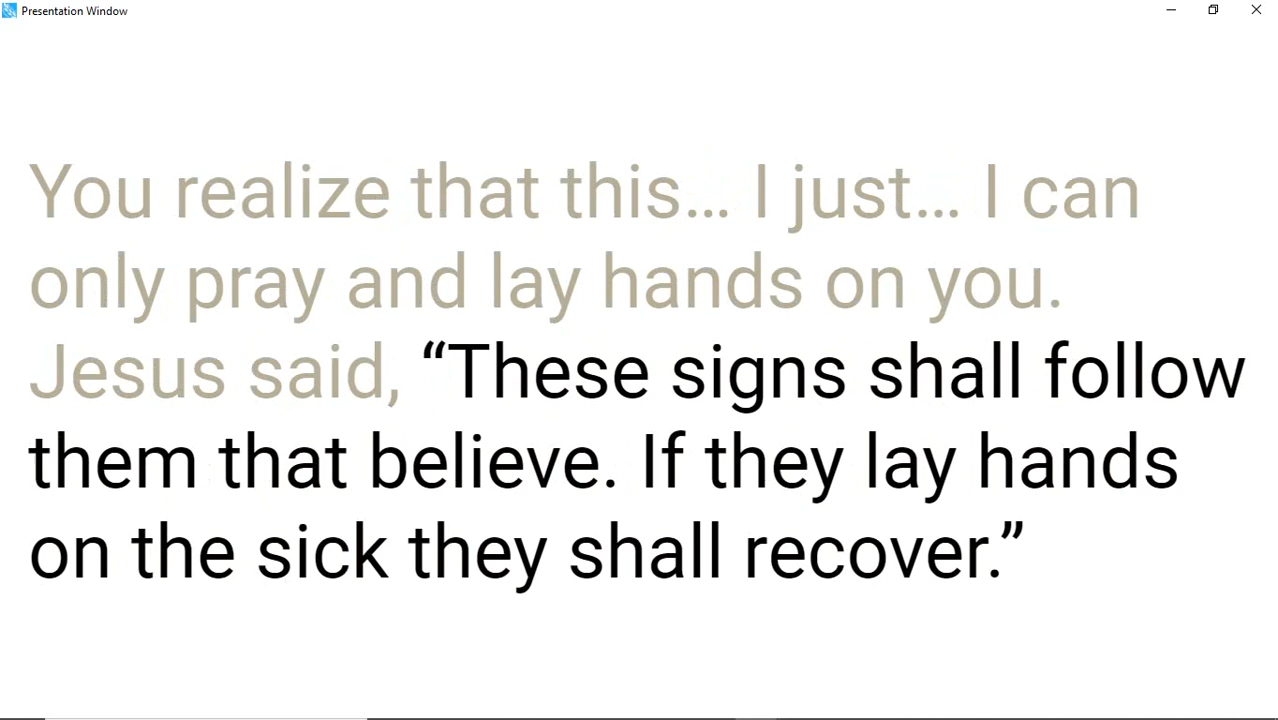 Presentation Window
You realize that this… I just… I can
only pray and lay hands on you.
Jesus said, “These signs shall follow
them that believe. If they lay hands
on the sick they shall recover.”